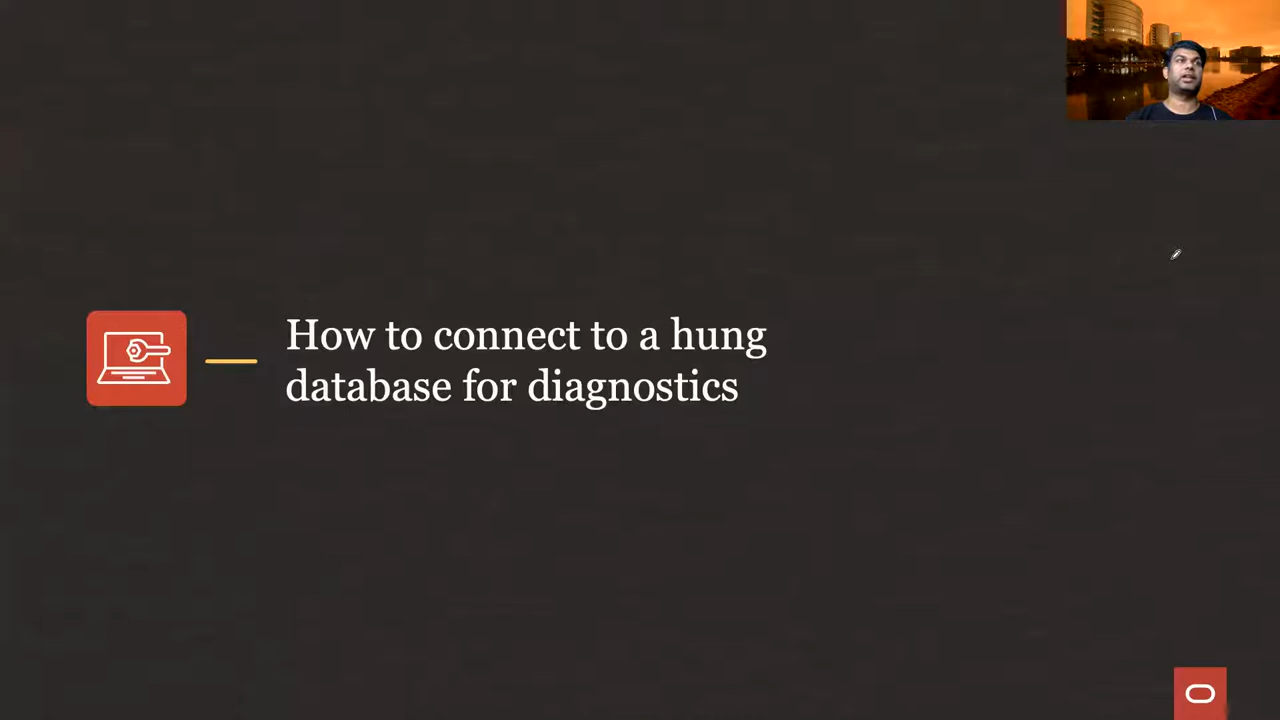 How to connect to a hung
database for diagnostics